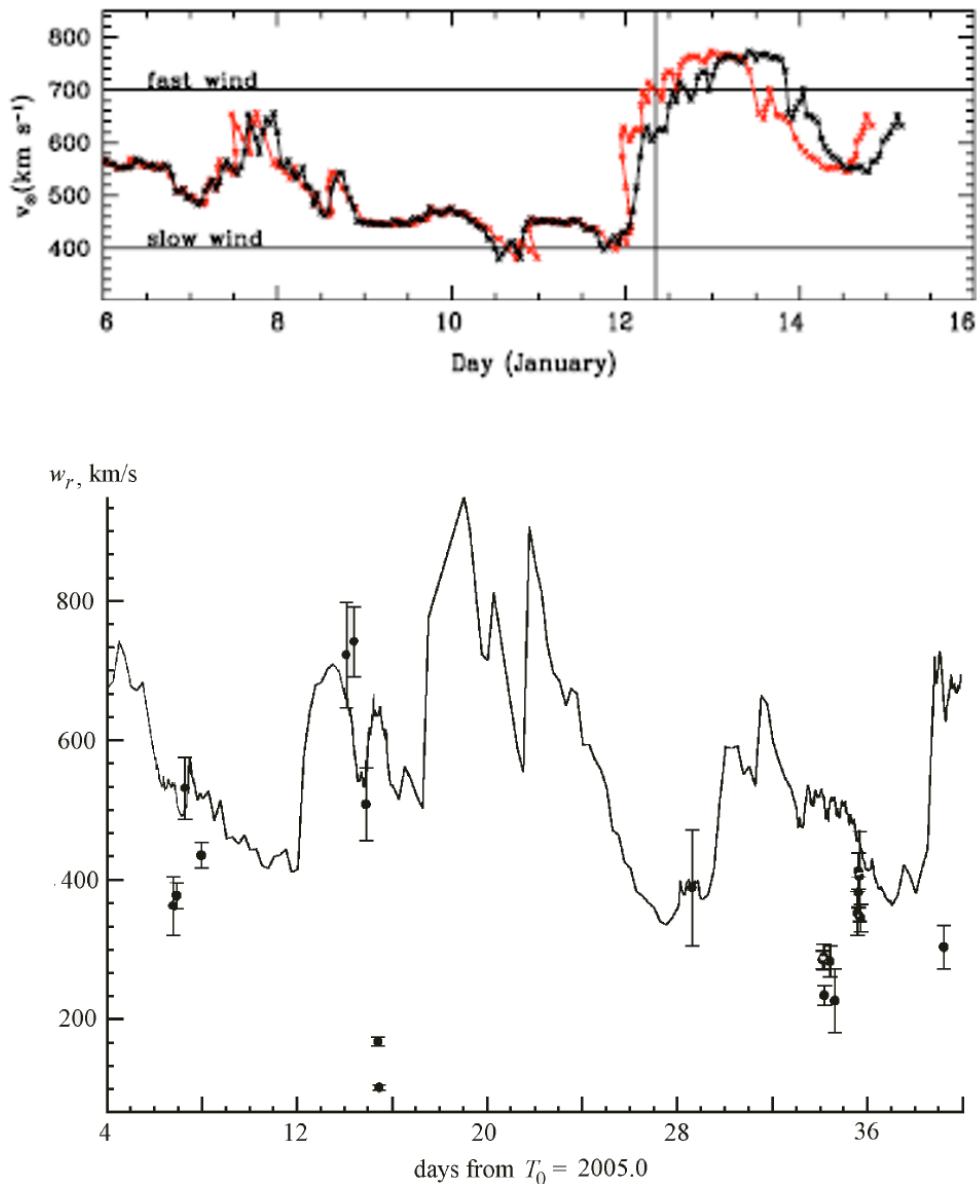 800
fast wind
700
600
500
slow wind
400
v⊗(km s⁻¹)
6 8 10 12 14 16
Day (January)
w_r, km/s
800
600
400
200
4 12 20 28 36
days from T₀ = 2005.0